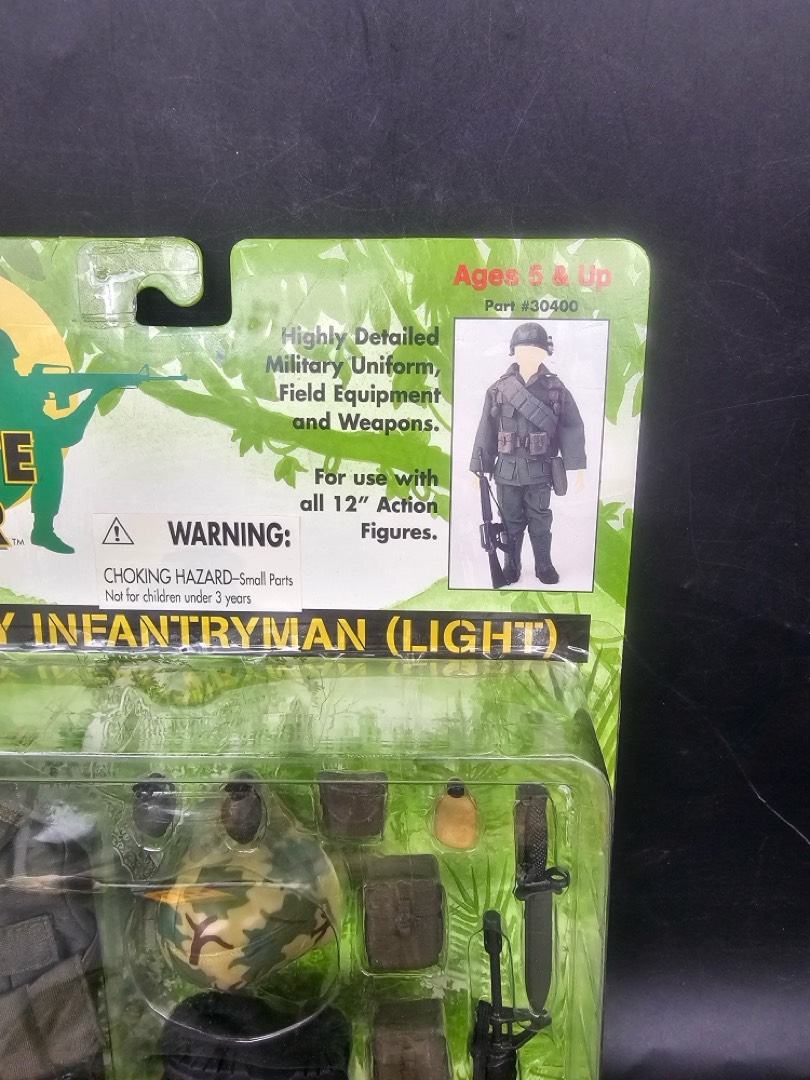 Ages 5 & Up
Part #30400
Highly Detailed
Military Uniform,
Field Equipment
and Weapons.
For use with
all 12" Action
Figures.
E
R™
WARNING:
CHOKING HAZARD–Small Parts
Not for children under 3 years
Y INFANTRYMAN (LIGHT)